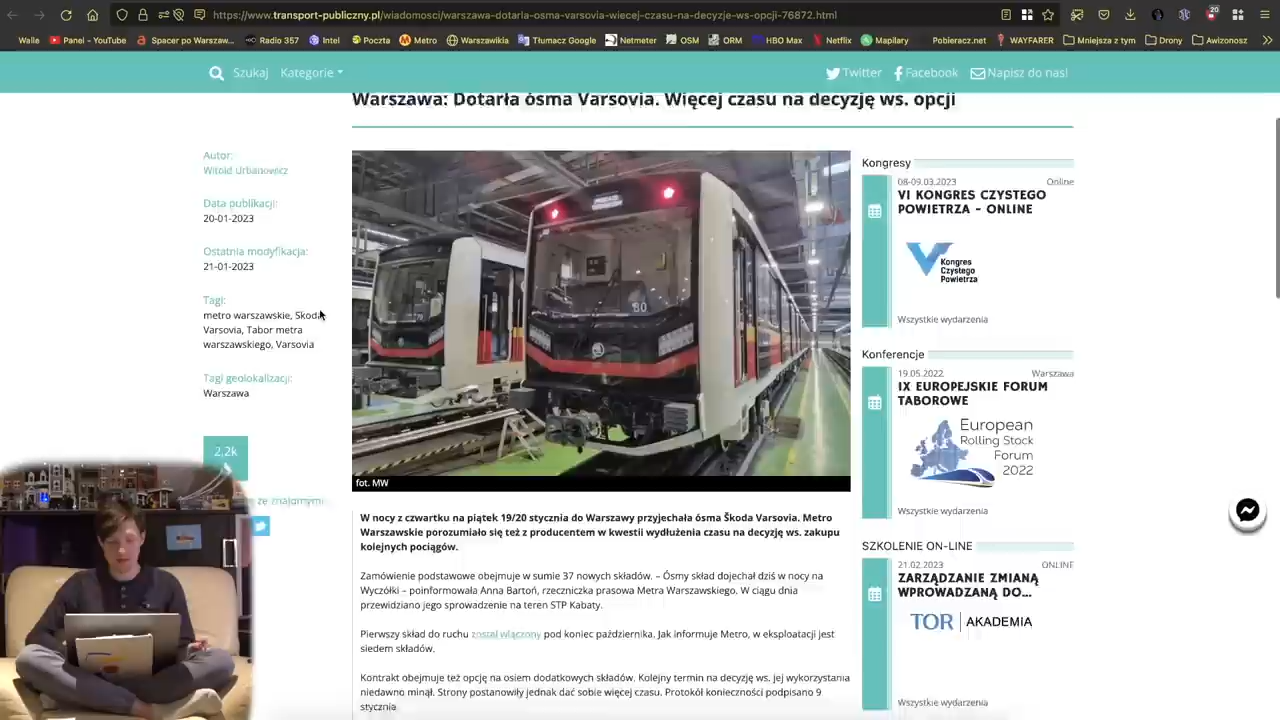 https://www.transport-publiczny.pl/wiadomosci/warszawa-dotarla-osma-varsovia-wiecej-czasu-na-decyzje-ws-opcji-76872.html
20
Walle
Panel - YouTube
Spacer po Warszaw...
Radio 357
Intel
Poczta
Metro
Warszawikia
Tłumacz Google
Netmeter
OSM
ORM
HBO Max
Netflix
Mapilary
Pobieracz.net
WAYFARER
Mniejsza z tym
Drony
Awizonosz
Szukaj
Kategorie
Twitter
Facebook
Napisz do nas!
Warszawa: Dotarła ósma Varsovia. Więcej czasu na decyzję ws. opcji
Autor:
Witold Urbanowicz
Data publikacji:
20-01-2023
Ostatnia modyfikacja:
21-01-2023
Tagi:
metro warszawskie, Skoda
Varsovia, Tabor metra
warszawskiego, Varsovia
Tagi geolokalizacji:
Warszawa
2.2k
ze znajomymi
80
fot. MW
W nocy z czwartku na piątek 19/20 stycznia do Warszawy przyjechała ósma Škoda Varsovia. Metro
Warszawskie porozumiało się też z producentem w kwestii wydłużenia czasu na decyzję ws. zakupu
kolejnych pociągów.
Zamówienie podstawowe obejmuje w sumie 37 nowych składów. – Ósmy skład dojechał dziś w nocy na
Wyczółki – poinformowała Anna Bartoń, rzeczniczka prasowa Metra Warszawskiego. W ciągu dnia
przewidziano jego sprowadzenie na teren STP Kabaty.
Pierwszy skład do ruchu został włączony pod koniec października. Jak informuje Metro, w eksploatacji jest
siedem składów.
Kontrakt obejmuje też opcję na osiem dodatkowych składów. Kolejny termin na decyzję ws. jej wykorzystania
niedawno minął. Strony postanowiły jednak dać sobie więcej czasu. Protokół konieczności podpisano 9
stycznia
Kongresy
08-09.03.2023
Online
VI KONGRES CZYSTEGO
POWIETRZA - ONLINE
Kongres
Czystego
Powietrza
Wszystkie wydarzenia
Konferencje
19.05.2022
Warszawa
IX EUROPEJSKIE FORUM
TABOROWE
European
Rolling Stock
Forum
2022
Wszystkie wydarzenia
SZKOLENIE ON-LINE
21.02.2023
ONLINE
ZARZĄDZANIE ZMIANĄ
WPROWADZANĄ DO...
TOR AKADEMIA
Wszystkie wydarzenia